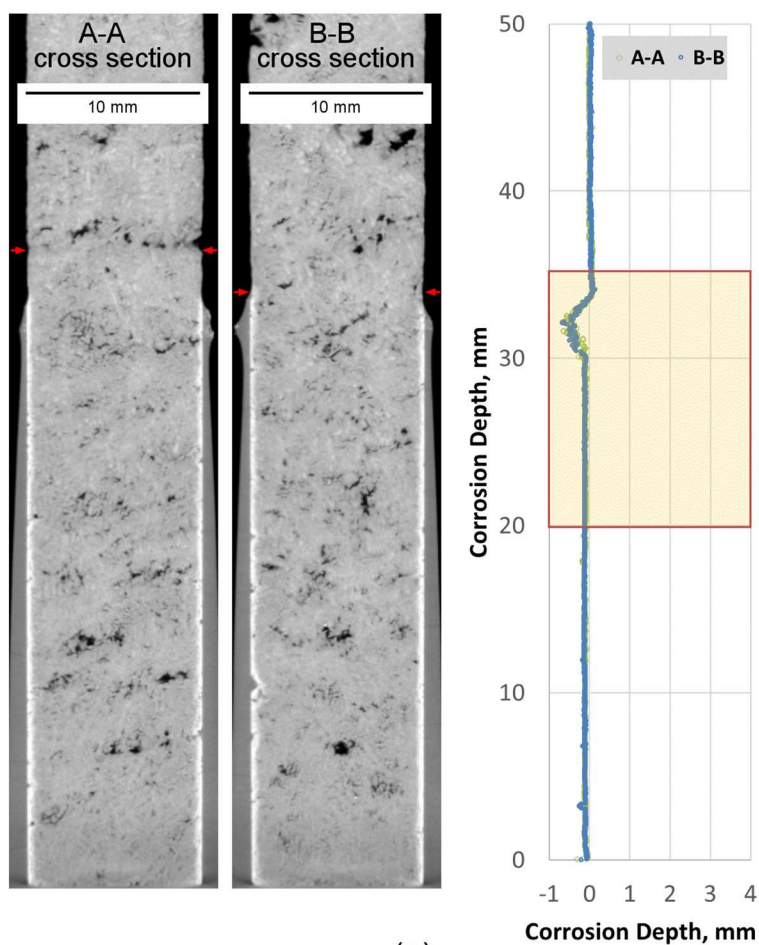 A-A
cross section
10 mm
B-B
cross section
10 mm
A-A B-B
50
40
30
20
10
0
-1 0 1 2 3 4
Corrosion Depth, mm
Corrosion Depth, mm